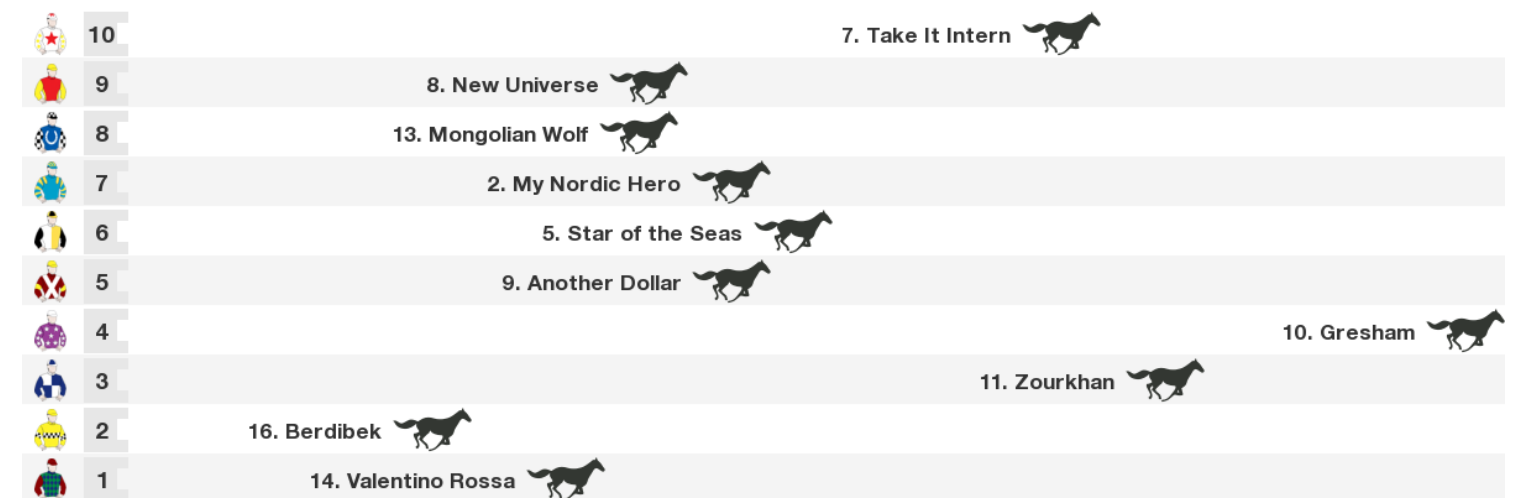 10 7. Take It Intern
9 8. New Universe
8 13. Mongolian Wolf
7 2. My Nordic Hero
6 5. Star of the Seas
5 9. Another Dollar
4 10. Gresham
3 11. Zourkhan
2 16. Berdibek
1 14. Valentino Rossa